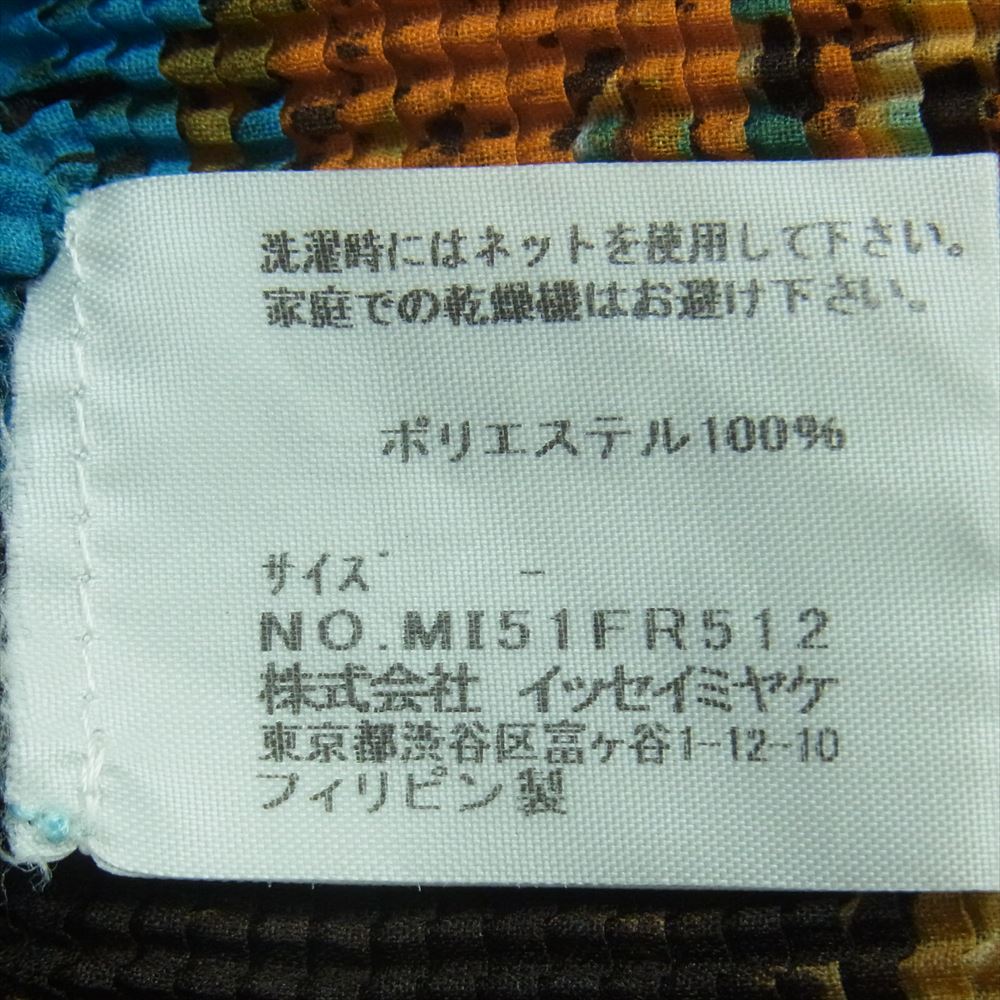 洗濯時にはネットを使用して下さい。
家庭での乾燥機はお避け下さい。
ポリエステル100%
サイズ -
NO.MI51FR512
株式会社 イッセイミヤケ
東京都渋谷区富ヶ谷1-12-10
フィリピン製